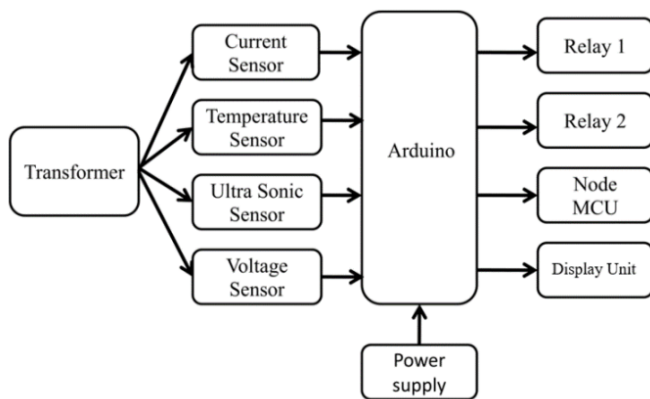 Transformer
Current
Sensor
Temperature
Sensor
Ultra Sonic
Sensor
Voltage
Sensor
Arduino
Power
supply
Relay 1
Relay 2
Node
MCU
Display Unit